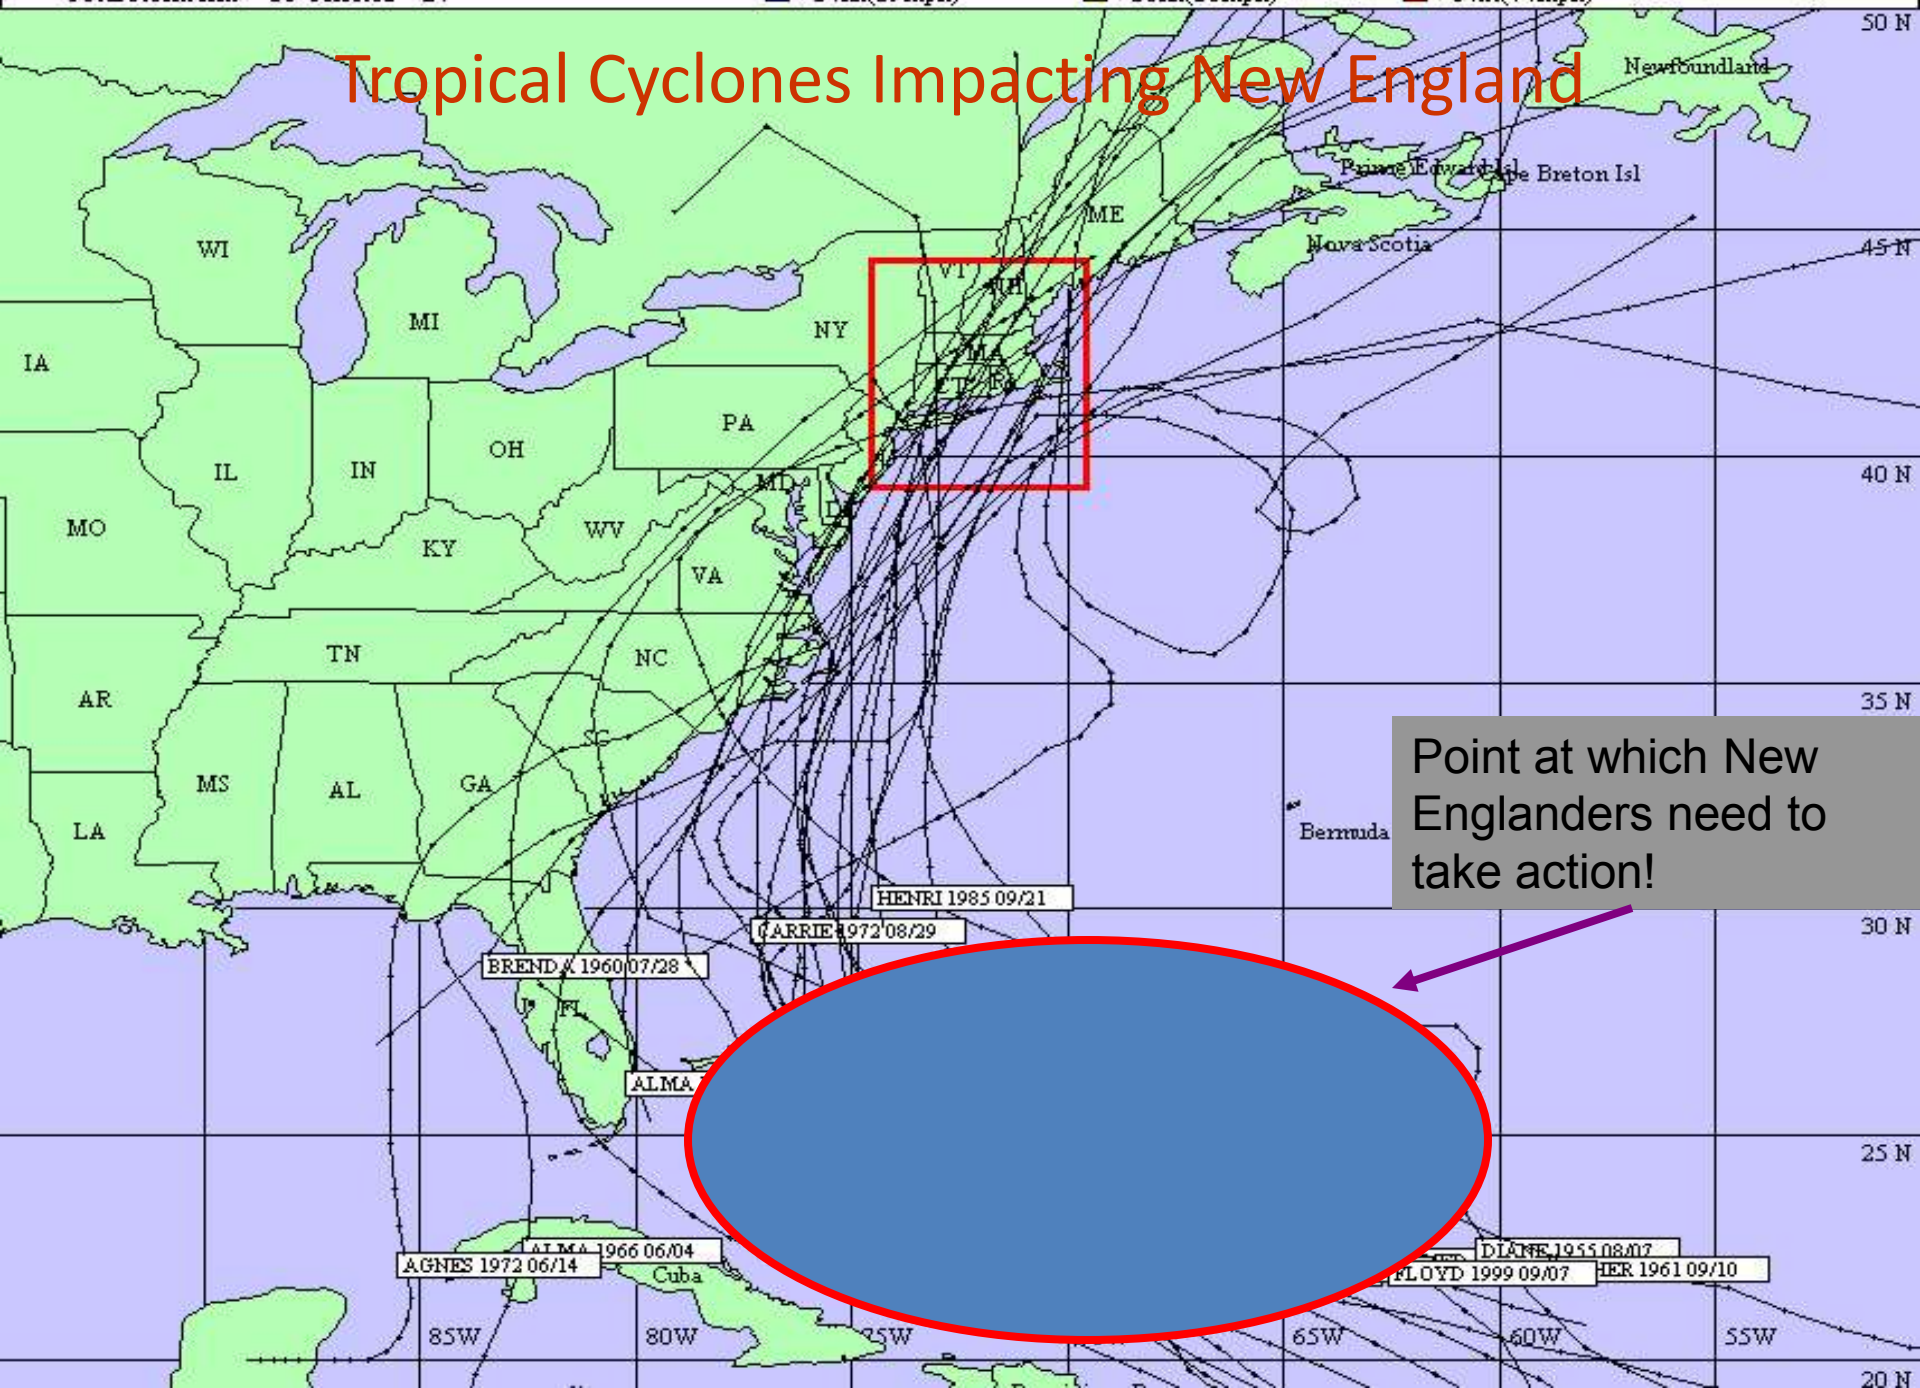 50 N
Tropical Cyclones Impacting New England
Newfoundland
Prince Edward Isl
Cape Breton Isl
ME
Nova Scotia
45 N
WI
VT
NH
MI
NY
MA
IA
CT
RI
PA
OH
IL
IN
MD
40 N
D
MO
WV
KY
VA
TN
NC
AR
35 N
SC
Point at which New
Englanders need to
take action!
MS
AL
GA
LA
Bermuda
HENRI 1985 09/21
CARRIE 1972 08/29
30 N
BRENDA 1960 07/28
FL
ALMA
25 N
ALMA 1966 06/04
AGNES 1972 06/14
Cuba
DIANE 1955 08/07
FLOYD 1999 09/07
HER 1961 09/10
85W
80W
75W
65W
60W
55W
20 N